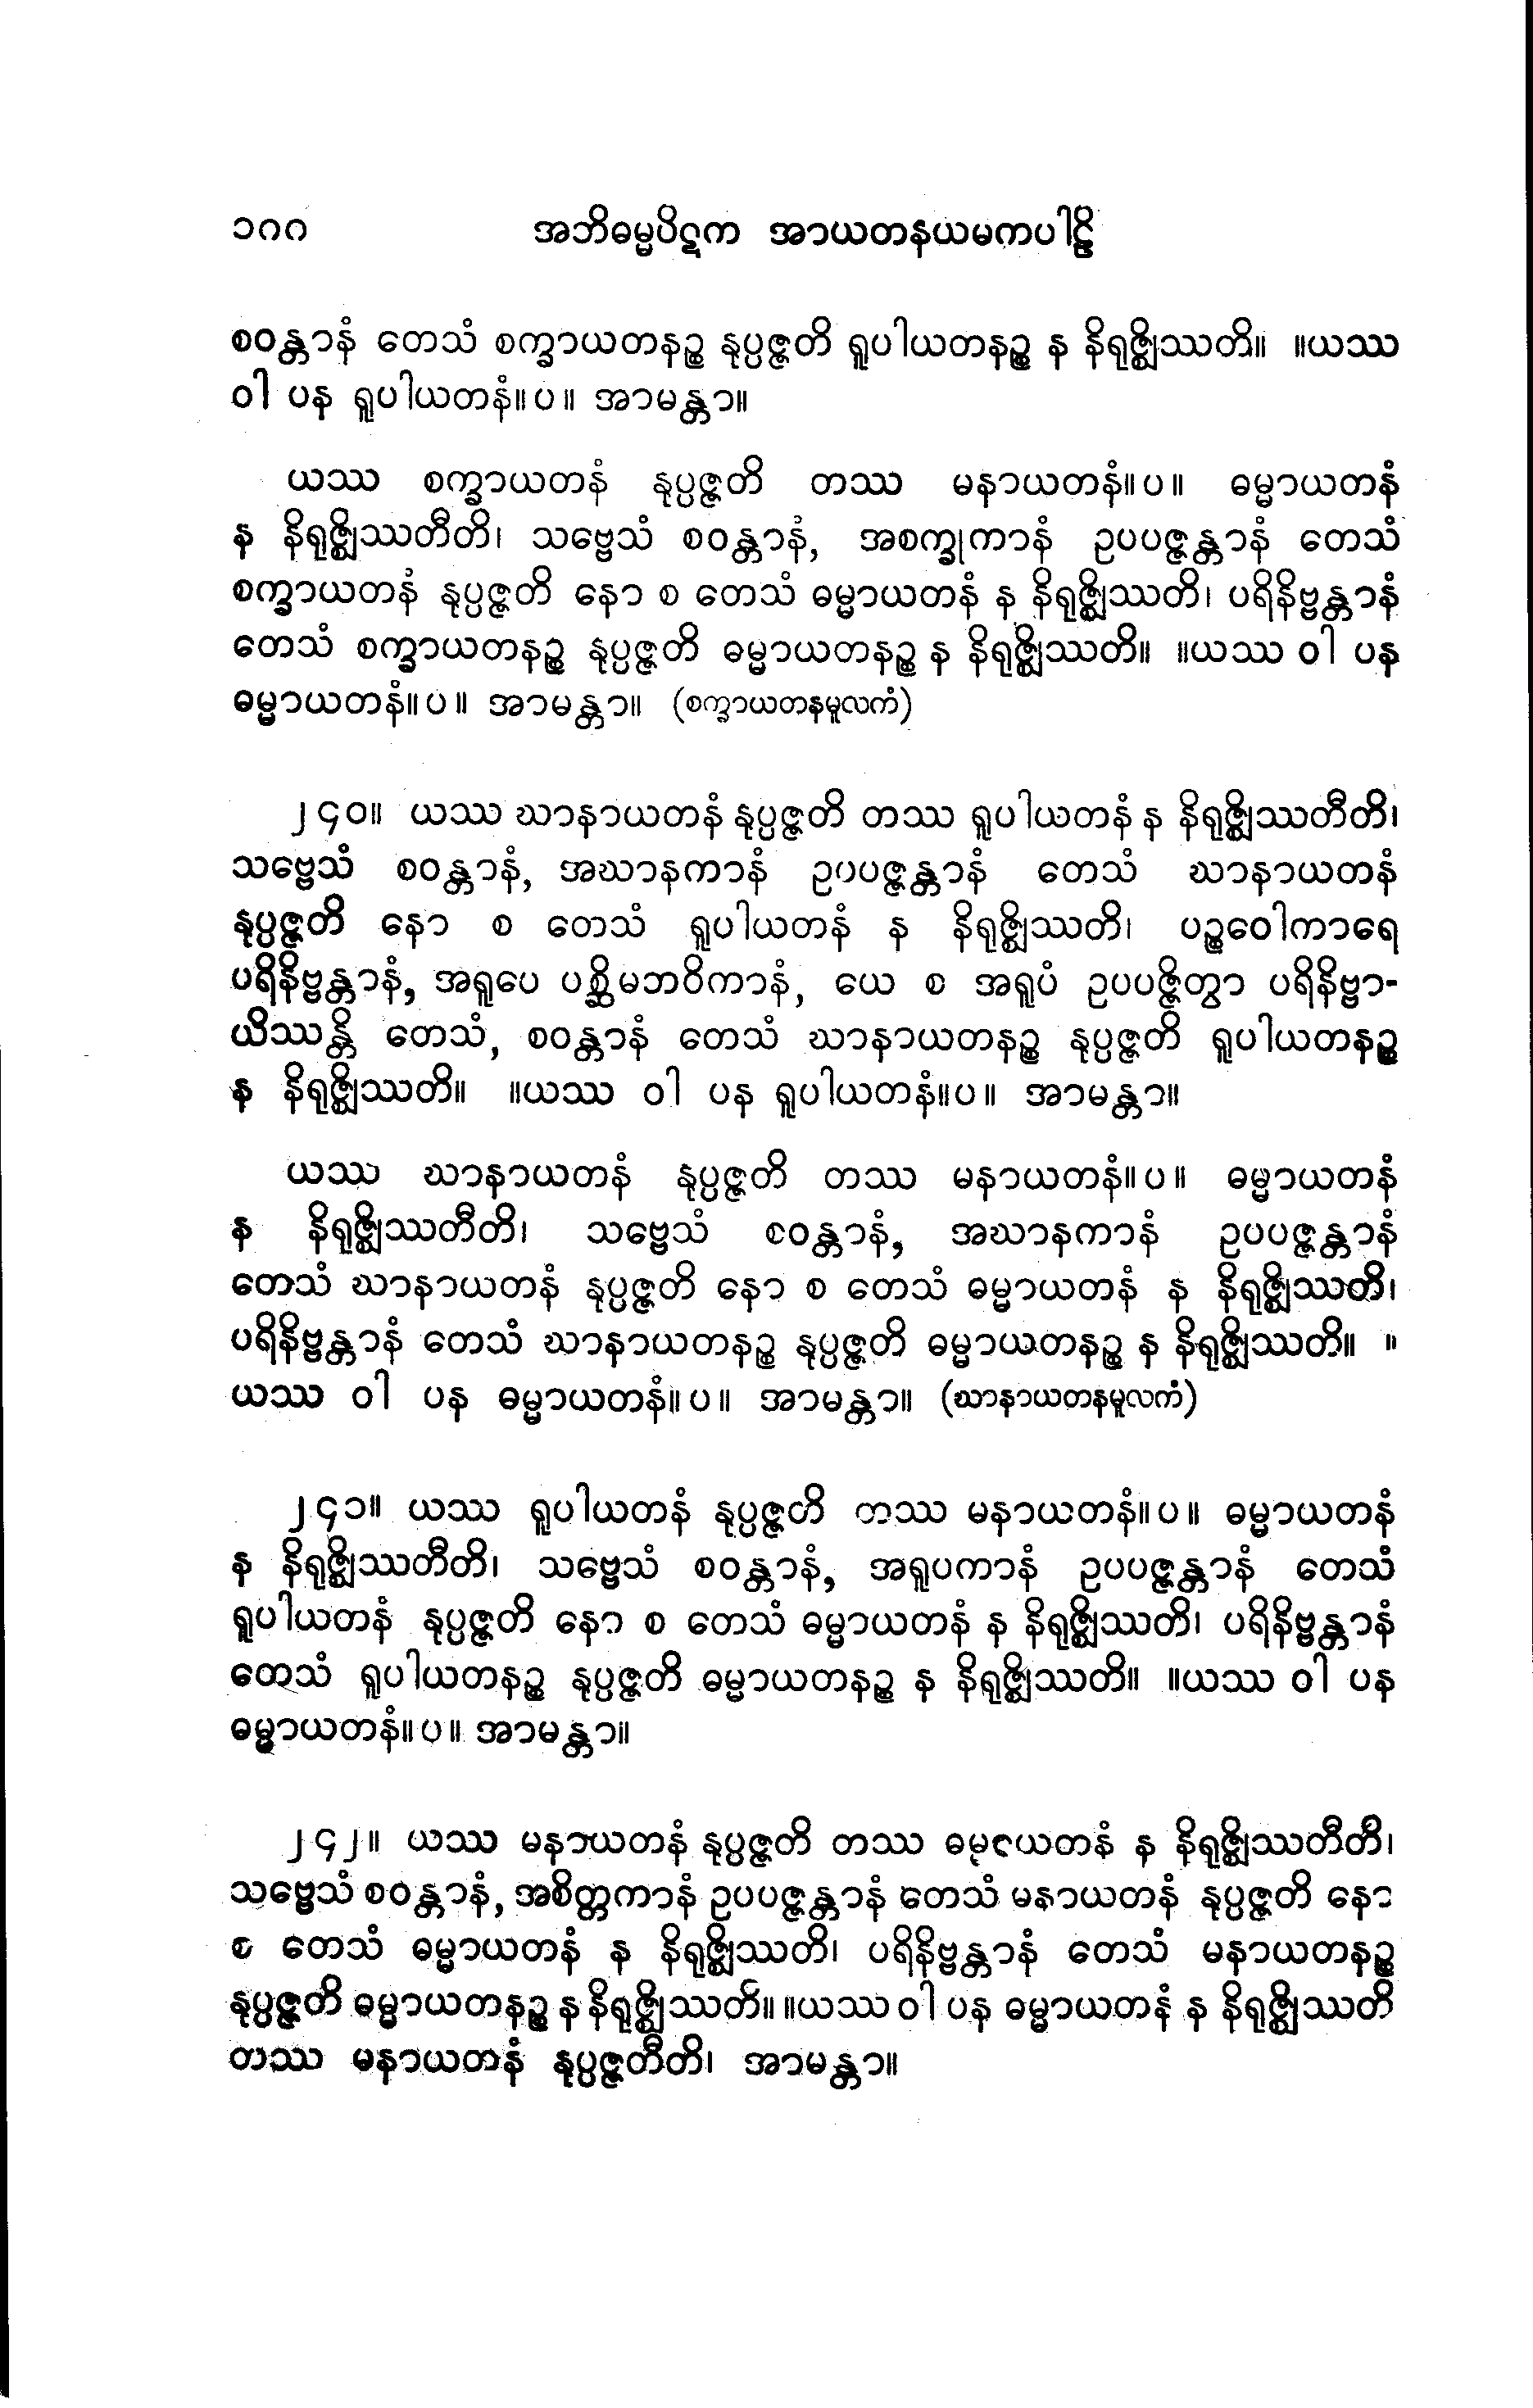 ၁၈၈ အဘိဓမ္မပိဋက အာယတနယမကပါဠိ
စဝန္တာနံ တေသံ စက္ခာယတနဉ္စ နုပ္ပဇ္ဇတိ ရူပါယတနဉ္စ န နိရုဇ္ဈိဿတိ။ ။ယဿ
ဝါ ပန ရူပါယတနံ။ပ။ အာမန္တာ။
ယဿ စက္ခာယတနံ နုပ္ပဇ္ဇတိ တဿ မနာယတနံ။ပ။ ဓမ္မာယတနံ
န နိရုဇ္ဈိဿတီတိ၊ သဗ္ဗေသံ စဝန္တာနံ, အစက္ခုကာနံ ဥပပဇ္ဇန္တာနံ တေသံ
စက္ခာယတနံ နုပ္ပဇ္ဇတိ နော စ တေသံ ဓမ္မာယတနံ န နိရုဇ္ဈိဿတိ၊ ပရိနိဗ္ဗန္တာနံ
တေသံ စက္ခာယတနဉ္စ နုပ္ပဇ္ဇတိ ဓမ္မာယတနဉ္စ န နိရုဇ္ဈိဿတိ။ ။ယဿ ဝါ ပန
ဓမ္မာယတနံ။ပ။ အာမန္တာ။ (စက္ခာယတနမူလကံ)
၂၄၀။ ယဿ ဃာနာယတနံ နုပ္ပဇ္ဇတိ တဿ ရူပါယတနံ န နိရုဇ္ဈိဿတီတိ၊
သဗ္ဗေသံ စဝန္တာနံ, အဃာနကာနံ ဥပပဇ္ဇန္တာနံ တေသံ ဃာနာယတနံ
နုပ္ပဇ္ဇတိ နော စ တေသံ ရူပါယတနံ န နိရုဇ္ဈိဿတိ၊ ပဉ္စဝေါကာရေ
ပရိနိဗ္ဗန္တာနံ, အရူပေ ပစ္ဆိမဘဝိကာနံ, ယေ စ အရူပံ ဥပပဇ္ဇိတွာ ပရိနိဗ္ဗာ-
ယိဿန္တိ တေသံ, စဝန္တာနံ တေသံ ဃာနာယတနဉ္စ နုပ္ပဇ္ဇတိ ရူပါယတနဉ္စ
န နိရုဇ္ဈိဿတိ။ ။ယဿ ဝါ ပန ရူပါယတနံ။ပ။ အာမန္တာ။
ယဿ ဃာနာယတနံ နုပ္ပဇ္ဇတိ တဿ မနာယတနံ။ပ။ ဓမ္မာယတနံ
န နိရုဇ္ဈိဿတီတိ၊ သဗ္ဗေသံ စဝန္တာနံ, အဃာနကာနံ ဥပပဇ္ဇန္တာနံ
တေသံ ဃာနာယတနံ နုပ္ပဇ္ဇတိ နော စ တေသံ ဓမ္မာယတနံ န နိရုဇ္ဈိဿတိ၊
ပရိနိဗ္ဗန္တာနံ တေသံ ဃာနာယတနဉ္စ နုပ္ပဇ္ဇတိ ဓမ္မာယတနဉ္စ န နိရုဇ္ဈိဿတိ။ ။
ယဿ ဝါ ပန ဓမ္မာယတနံ။ပ။ အာမန္တာ။ (ဃာနာယတနမူလကံ)
၂၄၁။ ယဿ ရူပါယတနံ နုပ္ပဇ္ဇတိ တဿ မနာယတနံ။ပ။ ဓမ္မာယတနံ
န နိရုဇ္ဈိဿတီတိ၊ သဗ္ဗေသံ စဝန္တာနံ, အရူပကာနံ ဥပပဇ္ဇန္တာနံ တေသံ
ရူပါယတနံ နုပ္ပဇ္ဇတိ နော စ တေသံ ဓမ္မာယတနံ န နိရုဇ္ဈိဿတိ၊ ပရိနိဗ္ဗန္တာနံ
တေသံ ရူပါယတနဉ္စ နုပ္ပဇ္ဇတိ ဓမ္မာယတနဉ္စ န နိရုဇ္ဈိဿတိ။ ။ယဿ ဝါ ပန
ဓမ္မာယတနံ။ပ။ အာမန္တာ။
၂၄၂။ ယဿ မနာယတနံ နုပ္ပဇ္ဇတိ တဿ ဓမ္မာယတနံ န နိရုဇ္ဈိဿတီတိ၊
သဗ္ဗေသံ စဝန္တာနံ, အစိတ္တကာနံ ဥပပဇ္ဇန္တာနံ တေသံ မနာယတနံ နုပ္ပဇ္ဇတိ နော
စ တေသံ ဓမ္မာယတနံ န နိရုဇ္ဈိဿတိ၊ ပရိနိဗ္ဗန္တာနံ တေသံ မနာယတနဉ္စ
နုပ္ပဇ္ဇတိ ဓမ္မာယတနဉ္စ န နိရုဇ္ဈိဿတိ။ ။ယဿ ဝါ ပန ဓမ္မာယတနံ န နိရုဇ္ဈိဿတိ
တဿ မနာယတနံ နုပ္ပဇ္ဇတီတိ၊ အာမန္တာ။